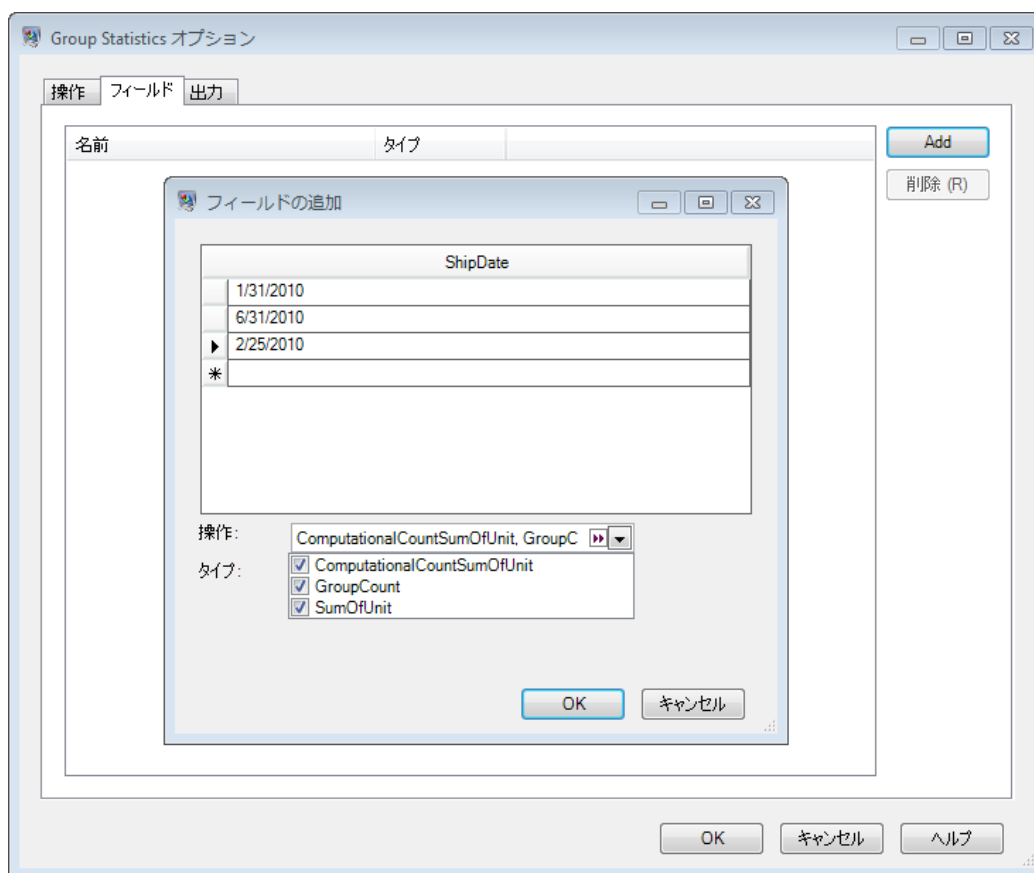 Group Statistics オプション
操作 フィールド 出力
名前 タイプ
Add
削除 (R)
フィールドの追加
ShipDate
1/31/2010
6/31/2010
2/25/2010
操作: ComputationalCountSumOfUnit, GroupC
タイプ: ComputationalCountSumOfUnit
GroupCount
SumOfUnit
OK キャンセル
OK キャンセル ヘルプ